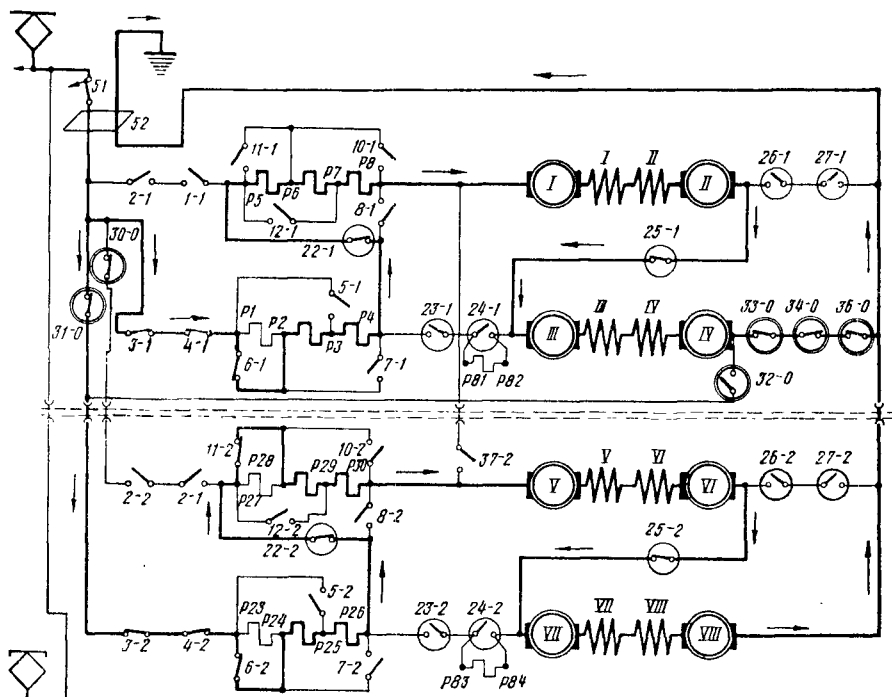 51
52
11-1
10-1
P5
P6
P7
P8
I
I
II
II
26-1
27-1
2-1
1-1
12-1
8-1
22-1
25-1
30-0
31-0
5-1
P1
P2
P3
P4
23-1
24-1
III
III
IV
IV
33-0
34-0
36-0
3-1
4-1
6-1
7-1
P81
P82
32-0
11-2
P28
P29
10-2
P30
37-2
V
V
VI
VI
26-2
27-2
2-2
2-1
P27
12-2
8-2
22-2
25-2
5-2
P23
P24
P25
P26
23-2
24-2
VII
VII
VIII
VIII
3-2
4-2
6-2
7-2
P83
P84